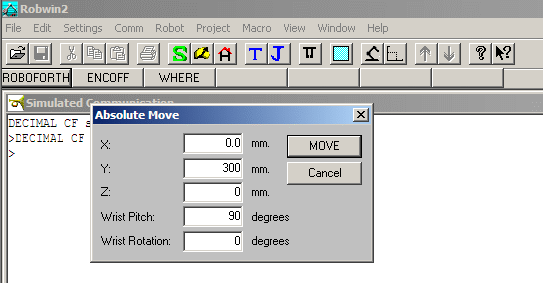 Robwin2
File Edit Settings Comm Robot Project Macro View Window Help
S T J ?
ROBOFORTH ENCOFF WHERE
Simulated Communication
DECIMAL CF
>DECIMAL CF
>
Absolute Move
X: 0.0 mm. MOVE
Y: 300 mm. Cancel
Z: 0 mm.
Wrist Pitch: 90 degrees
Wrist Rotation: 0 degrees